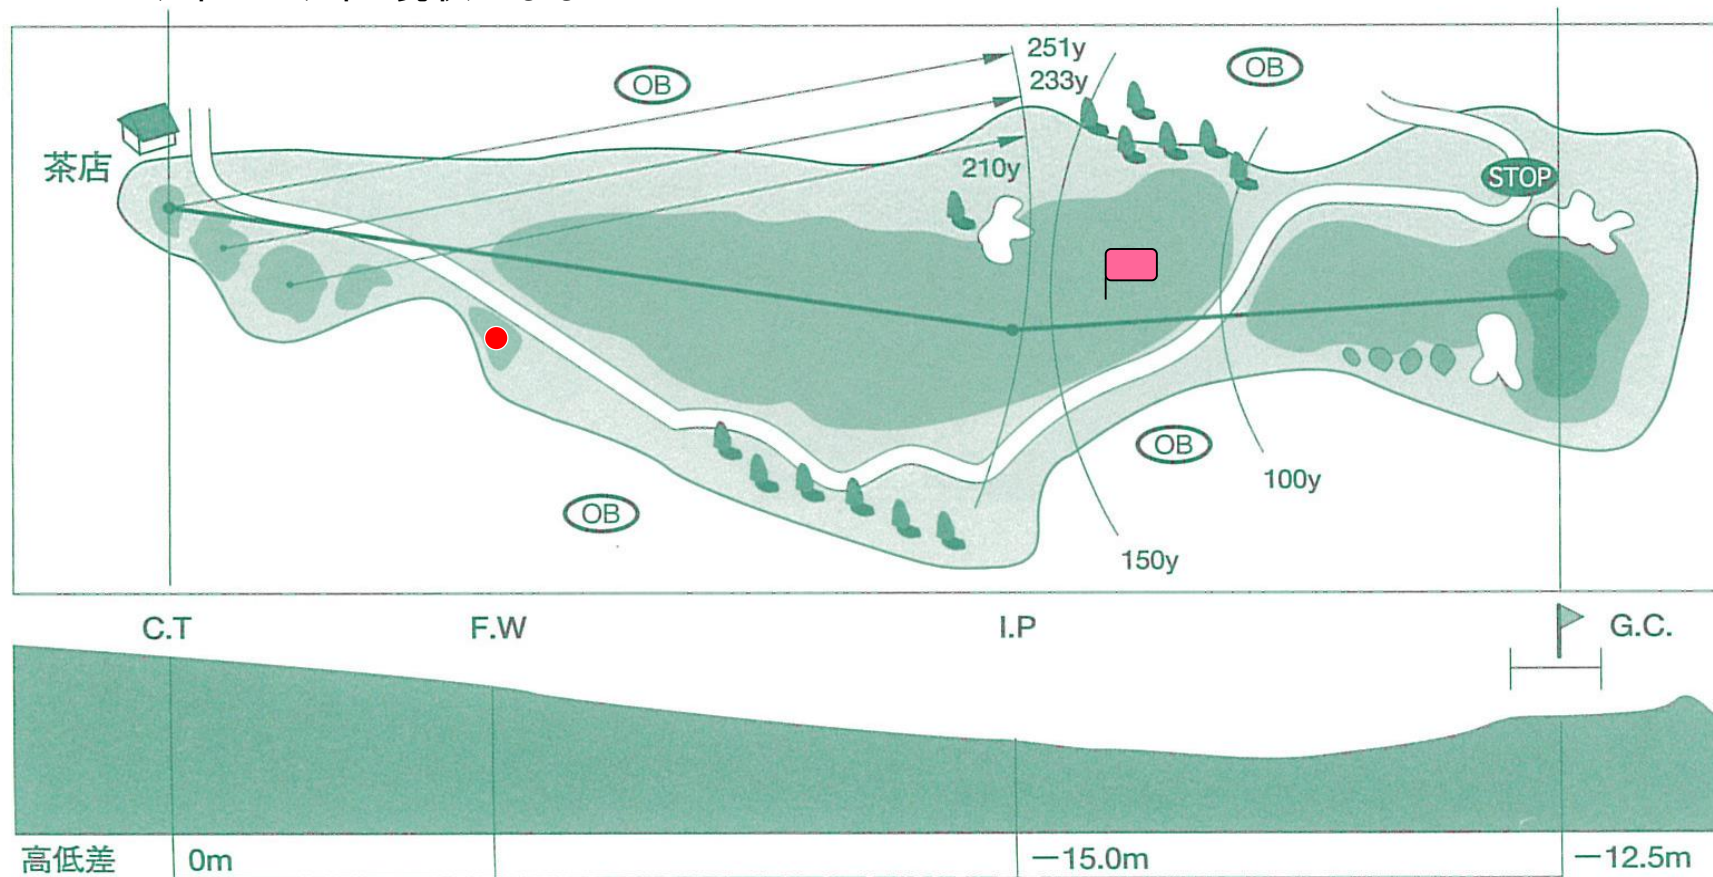 251y
OB
OB
233y
茶店
210y
STOP
OB
100y
OB
150y
C.T
F.W
I.P
G.C.
高低差
0m
−15.0m
−12.5m